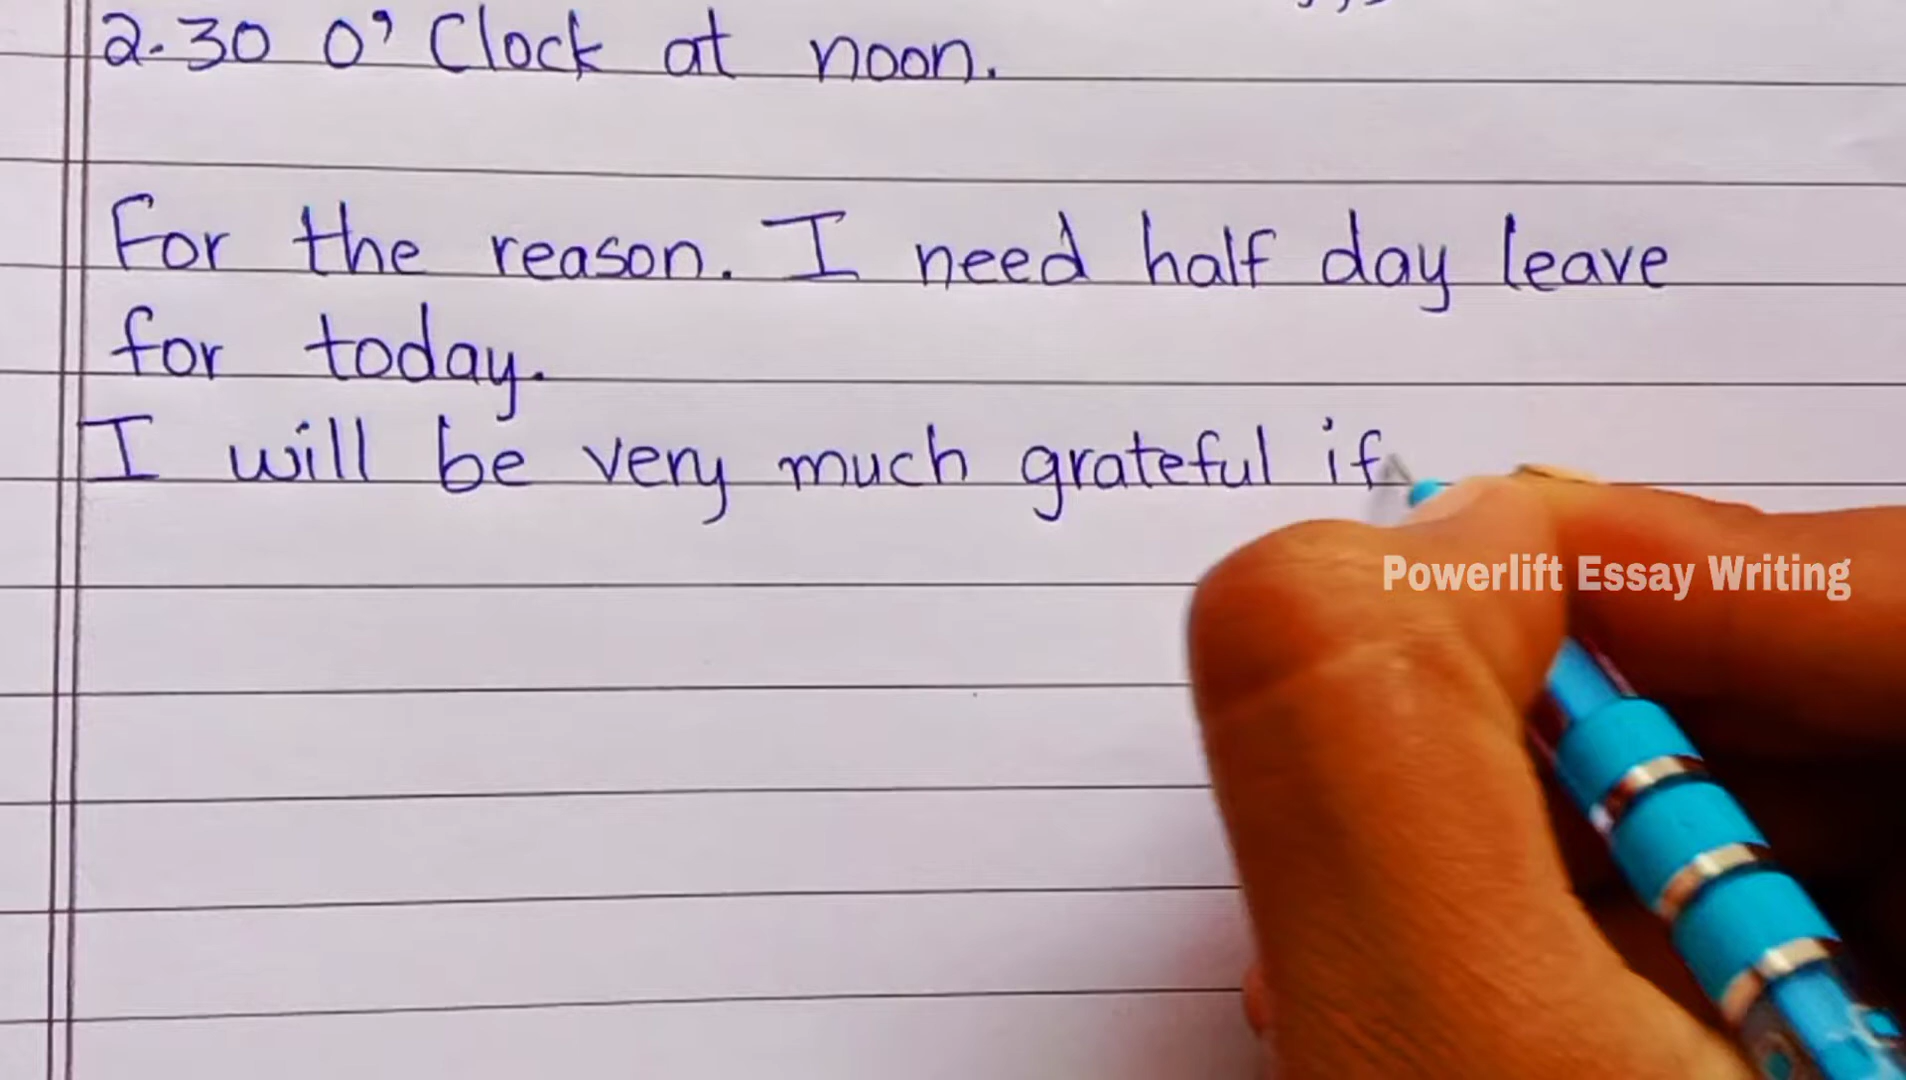 2.30 O' Clock at noon.
For the reason. I need half day leave
for today.
I will be very much grateful if
Powerlift Essay Writing